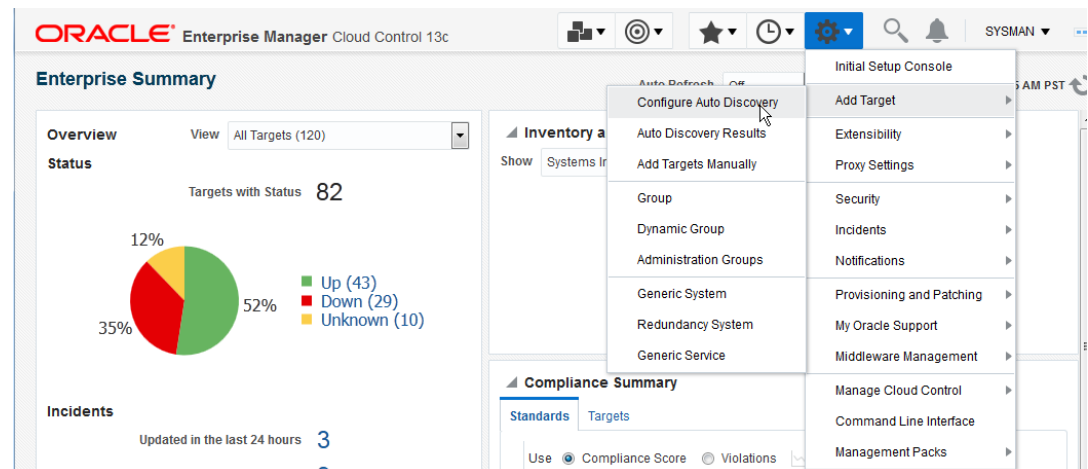 ORACLE Enterprise Manager Cloud Control 13c
SYSMAN
Enterprise Summary
Auto Refresh Off
AM PST
Overview
View All Targets (120)
Status
Targets with Status 82
12%
52%
35%
Up (43)
Down (29)
Unknown (10)
Incidents
Updated in the last 24 hours 3
Inventory a
Show Systems In
Compliance Summary
Standards Targets
Use Compliance Score Violations
Configure Auto Discovery
Auto Discovery Results
Add Targets Manually
Group
Dynamic Group
Administration Groups
Generic System
Redundancy System
Generic Service
Initial Setup Console
Add Target
Extensibility
Proxy Settings
Security
Incidents
Notifications
Provisioning and Patching
My Oracle Support
Middleware Management
Manage Cloud Control
Command Line Interface
Management Packs